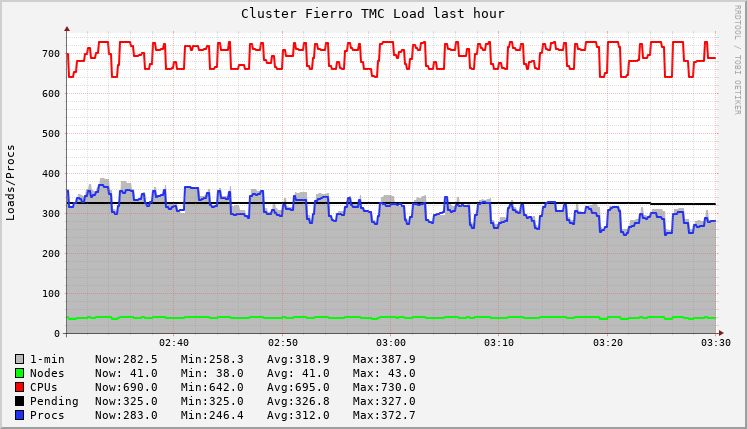 Cluster Fierro TMC Load last hour
RRDTOOL / TOBI OETIKER
Loads/Procs
700
600
500
400
300
200
100
0
02:40 02:50 03:00 03:10 03:20 03:30
1-min Now:282.5 Min:258.3 Avg:318.9 Max:387.9
Nodes Now: 41.0 Min: 38.0 Avg: 41.0 Max: 43.0
CPUs Now:690.0 Min:642.0 Avg:695.0 Max:730.0
Pending Now:325.0 Min:325.0 Avg:326.8 Max:327.0
Procs Now:283.0 Min:246.4 Avg:312.0 Max:372.7